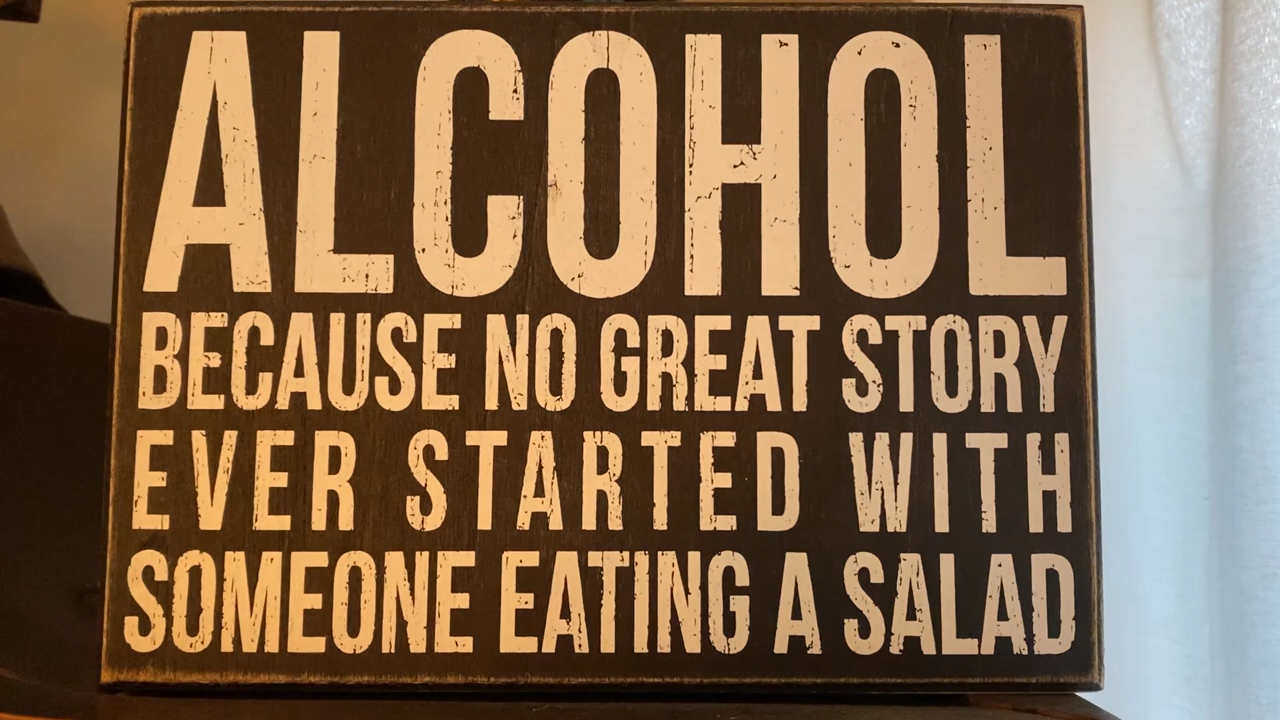 ALCOHOL
BECAUSE NO GREAT STORY
EVER STARTED WITH
SOMEONE EATING A SALAD